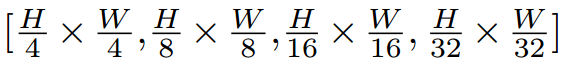 [H/4 × W/4, H/8 × W/8, H/16 × W/16, H/32 × W/32]